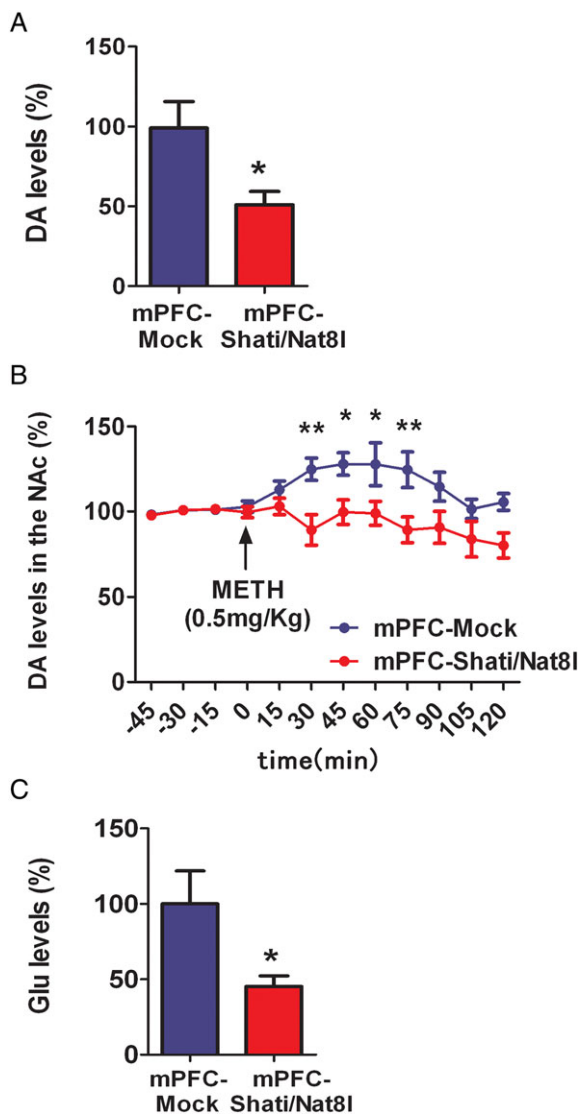 A
DA levels (%)
150
100
50
0
*
mPFC-
Mock
mPFC-
Shati/Nat8l
B
DA levels in the NAc (%)
150
100
50
0
** * * **
METH
(0.5mg/Kg)
mPFC-Mock
mPFC-Shati/Nat8l
-45 -30 -15 0 15 30 45 60 75 90 105 120
time(min)
C
Glu levels (%)
150
100
50
0
*
mPFC-
Mock
mPFC-
Shati/Nat8l